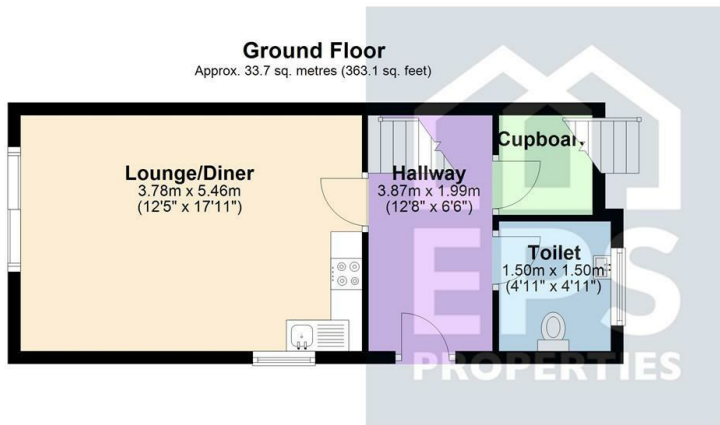 Ground Floor
Approx. 33.7 sq. metres (363.1 sq. feet)
Lounge/Diner
3.78m x 5.46m
(12'5" x 17'11")
Hallway
3.87m x 1.99m
(12'8" x 6'6")
Cupboar
Toilet
1.50m x 1.50m
(4'11" x 4'11")
EPS
PROPERTIES